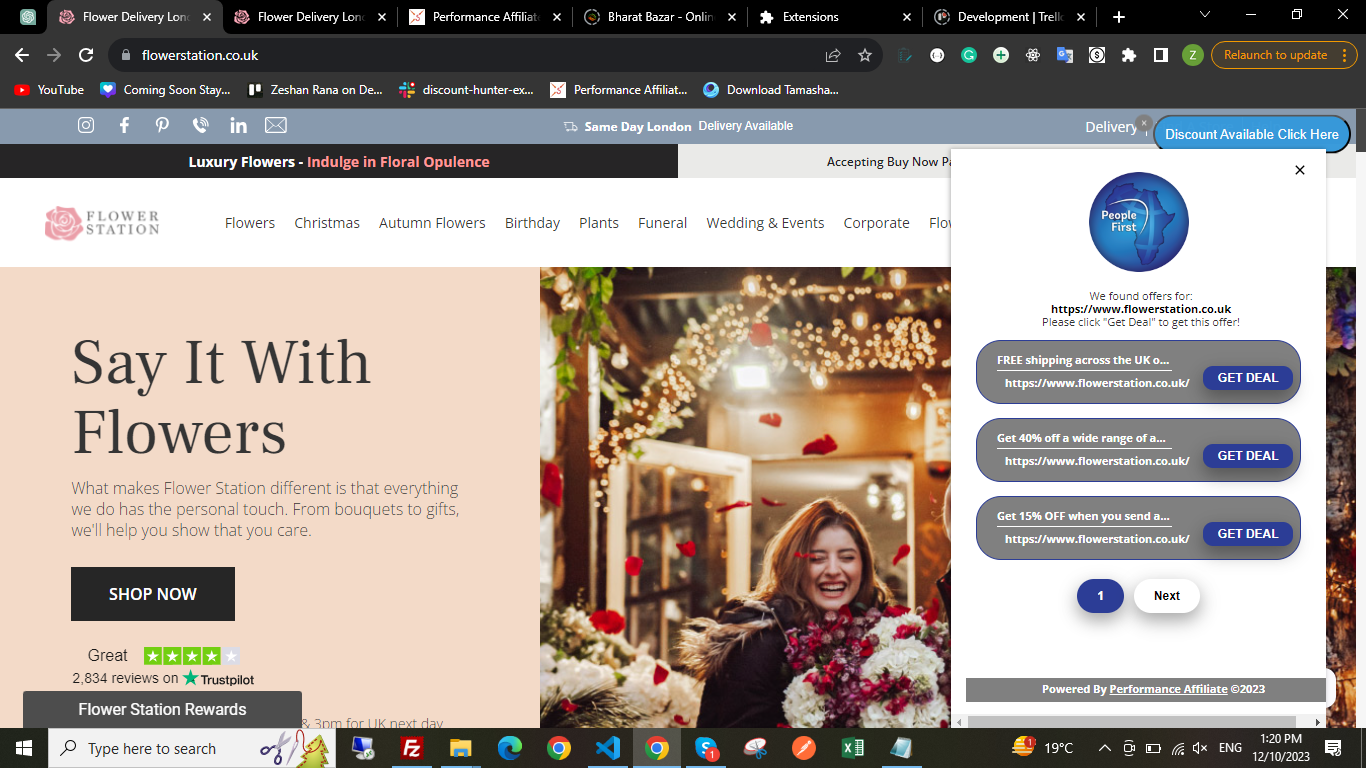 Flower Delivery Lon
Flower Delivery Lon
Performance Affiliate
Bharat Bazar - Onlin
Extensions
Development | Trell
flowerstation.co.uk
Z
Relaunch to update
YouTube
Coming Soon Stay...
Zeshan Rana on De...
discount-hunter-ex...
Performance Affiliat...
Download Tamasha...
Same Day London Delivery Available
Delivery
Discount Available Click Here
Luxury Flowers - Indulge in Floral Opulence
Accepting Buy Now Pa
FLOWER
STATION
Flowers
Christmas
Autumn Flowers
Birthday
Plants
Funeral
Wedding & Events
Corporate
Flow
People
First
We found offers for:
https://www.flowerstation.co.uk
Please click "Get Deal" to get this offer!
FREE shipping across the UK o...
https://www.flowerstation.co.uk/
GET DEAL
Get 40% off a wide range of a...
https://www.flowerstation.co.uk/
GET DEAL
Get 15% OFF when you send a...
https://www.flowerstation.co.uk/
GET DEAL
1
Next
Powered By Performance Affiliate ©2023
Say It With
Flowers
What makes Flower Station different is that everything
we do has the personal touch. From bouquets to gifts,
we'll help you show that you care.
SHOP NOW
Great
2,834 reviews on Trustpilot
Flower Station Rewards
& 3pm for UK next day
Type here to search
1
1
19°C
ENG
1:20 PM
12/10/2023